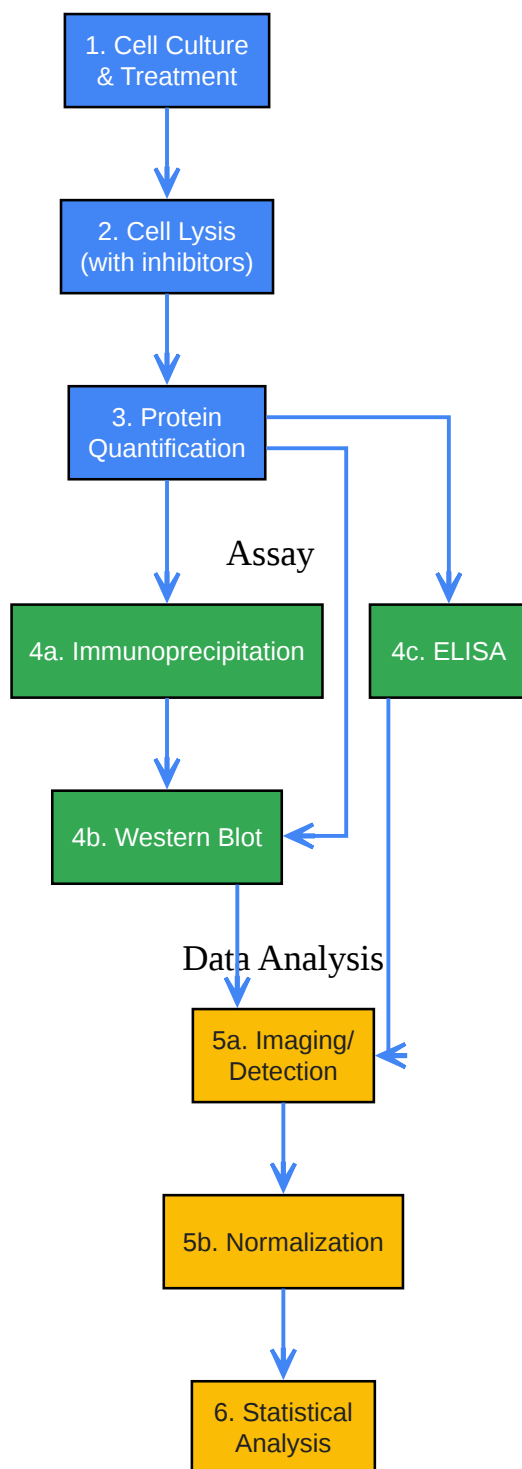 1. Cell Culture
& Treatment
2. Cell Lysis
(with inhibitors)
3. Protein
Quantification
Assay
4a. Immunoprecipitation
4c. ELISA
4b. Western Blot
Data Analysis
5a. Imaging/
Detection
5b. Normalization
6. Statistical
Analysis